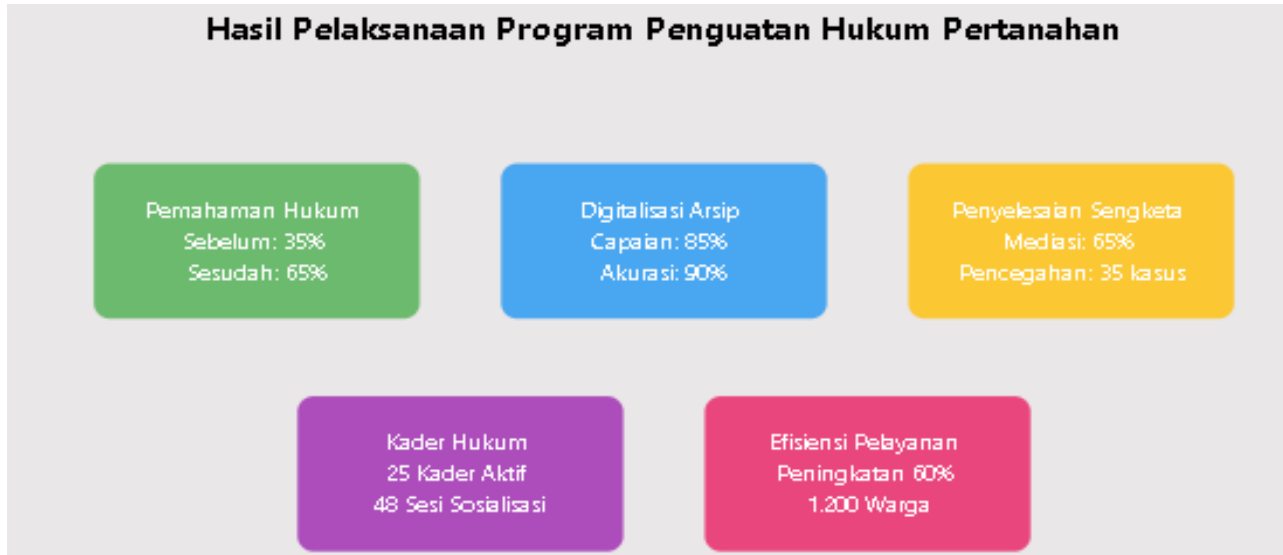 Hasil Pelaksanaan Program Penguatan Hukum Pertanahan
Pemahaman Hukum
Sebelum: 35%
Sesudah: 65%
Digitalisasi Arsip
Capaian: 85%
Akurasi: 90%
Penyelesaian Sengketa
Mediasi: 65%
Pencegahan: 35 kasus
Kader Hukum
25 Kader Aktif
48 Sesi Sosialisasi
Efisiensi Pelayanan
Peningkatan 60%
1.200 Warga